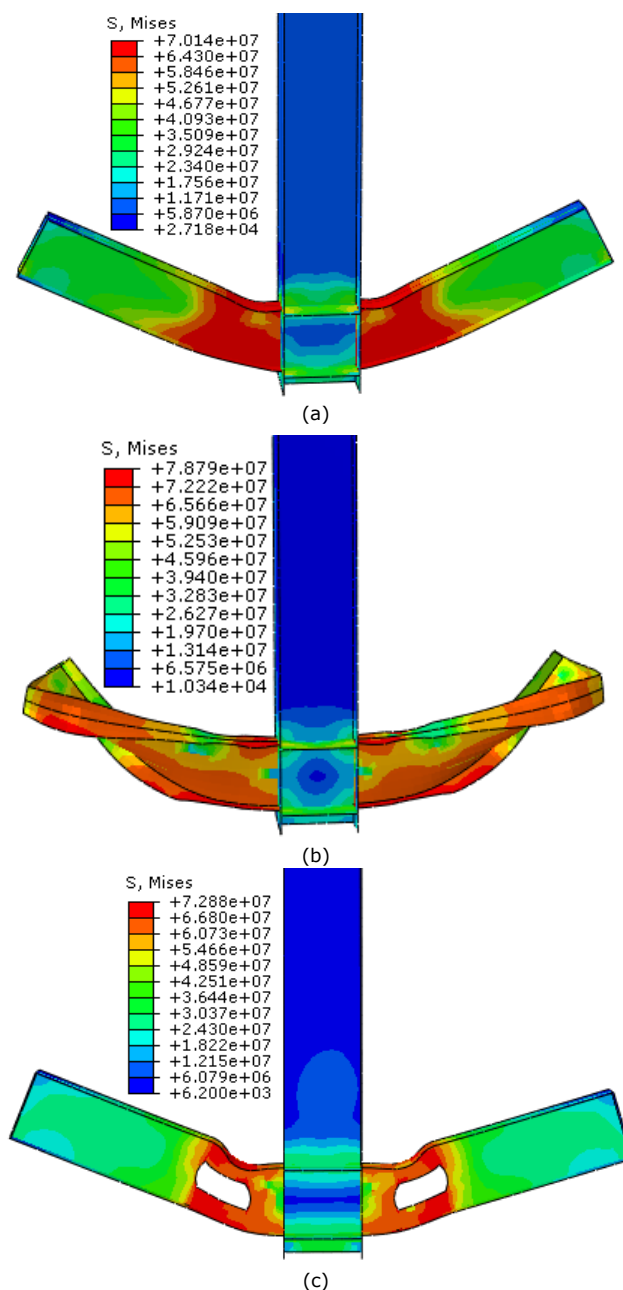 S, Mises
+7.014e+07
+6.430e+07
+5.846e+07
+5.261e+07
+4.677e+07
+4.093e+07
+3.509e+07
+2.924e+07
+2.340e+07
+1.756e+07
+1.171e+07
+5.870e+06
+2.718e+04
(a)
S, Mises
+7.879e+07
+7.222e+07
+6.566e+07
+5.909e+07
+5.253e+07
+4.596e+07
+3.940e+07
+3.283e+07
+2.627e+07
+1.970e+07
+1.314e+07
+6.575e+06
+1.034e+04
(b)
S, Mises
+7.288e+07
+6.680e+07
+6.073e+07
+5.466e+07
+4.859e+07
+4.251e+07
+3.644e+07
+3.037e+07
+2.430e+07
+1.822e+07
+1.215e+07
+6.079e+06
+6.200e+03
(c)